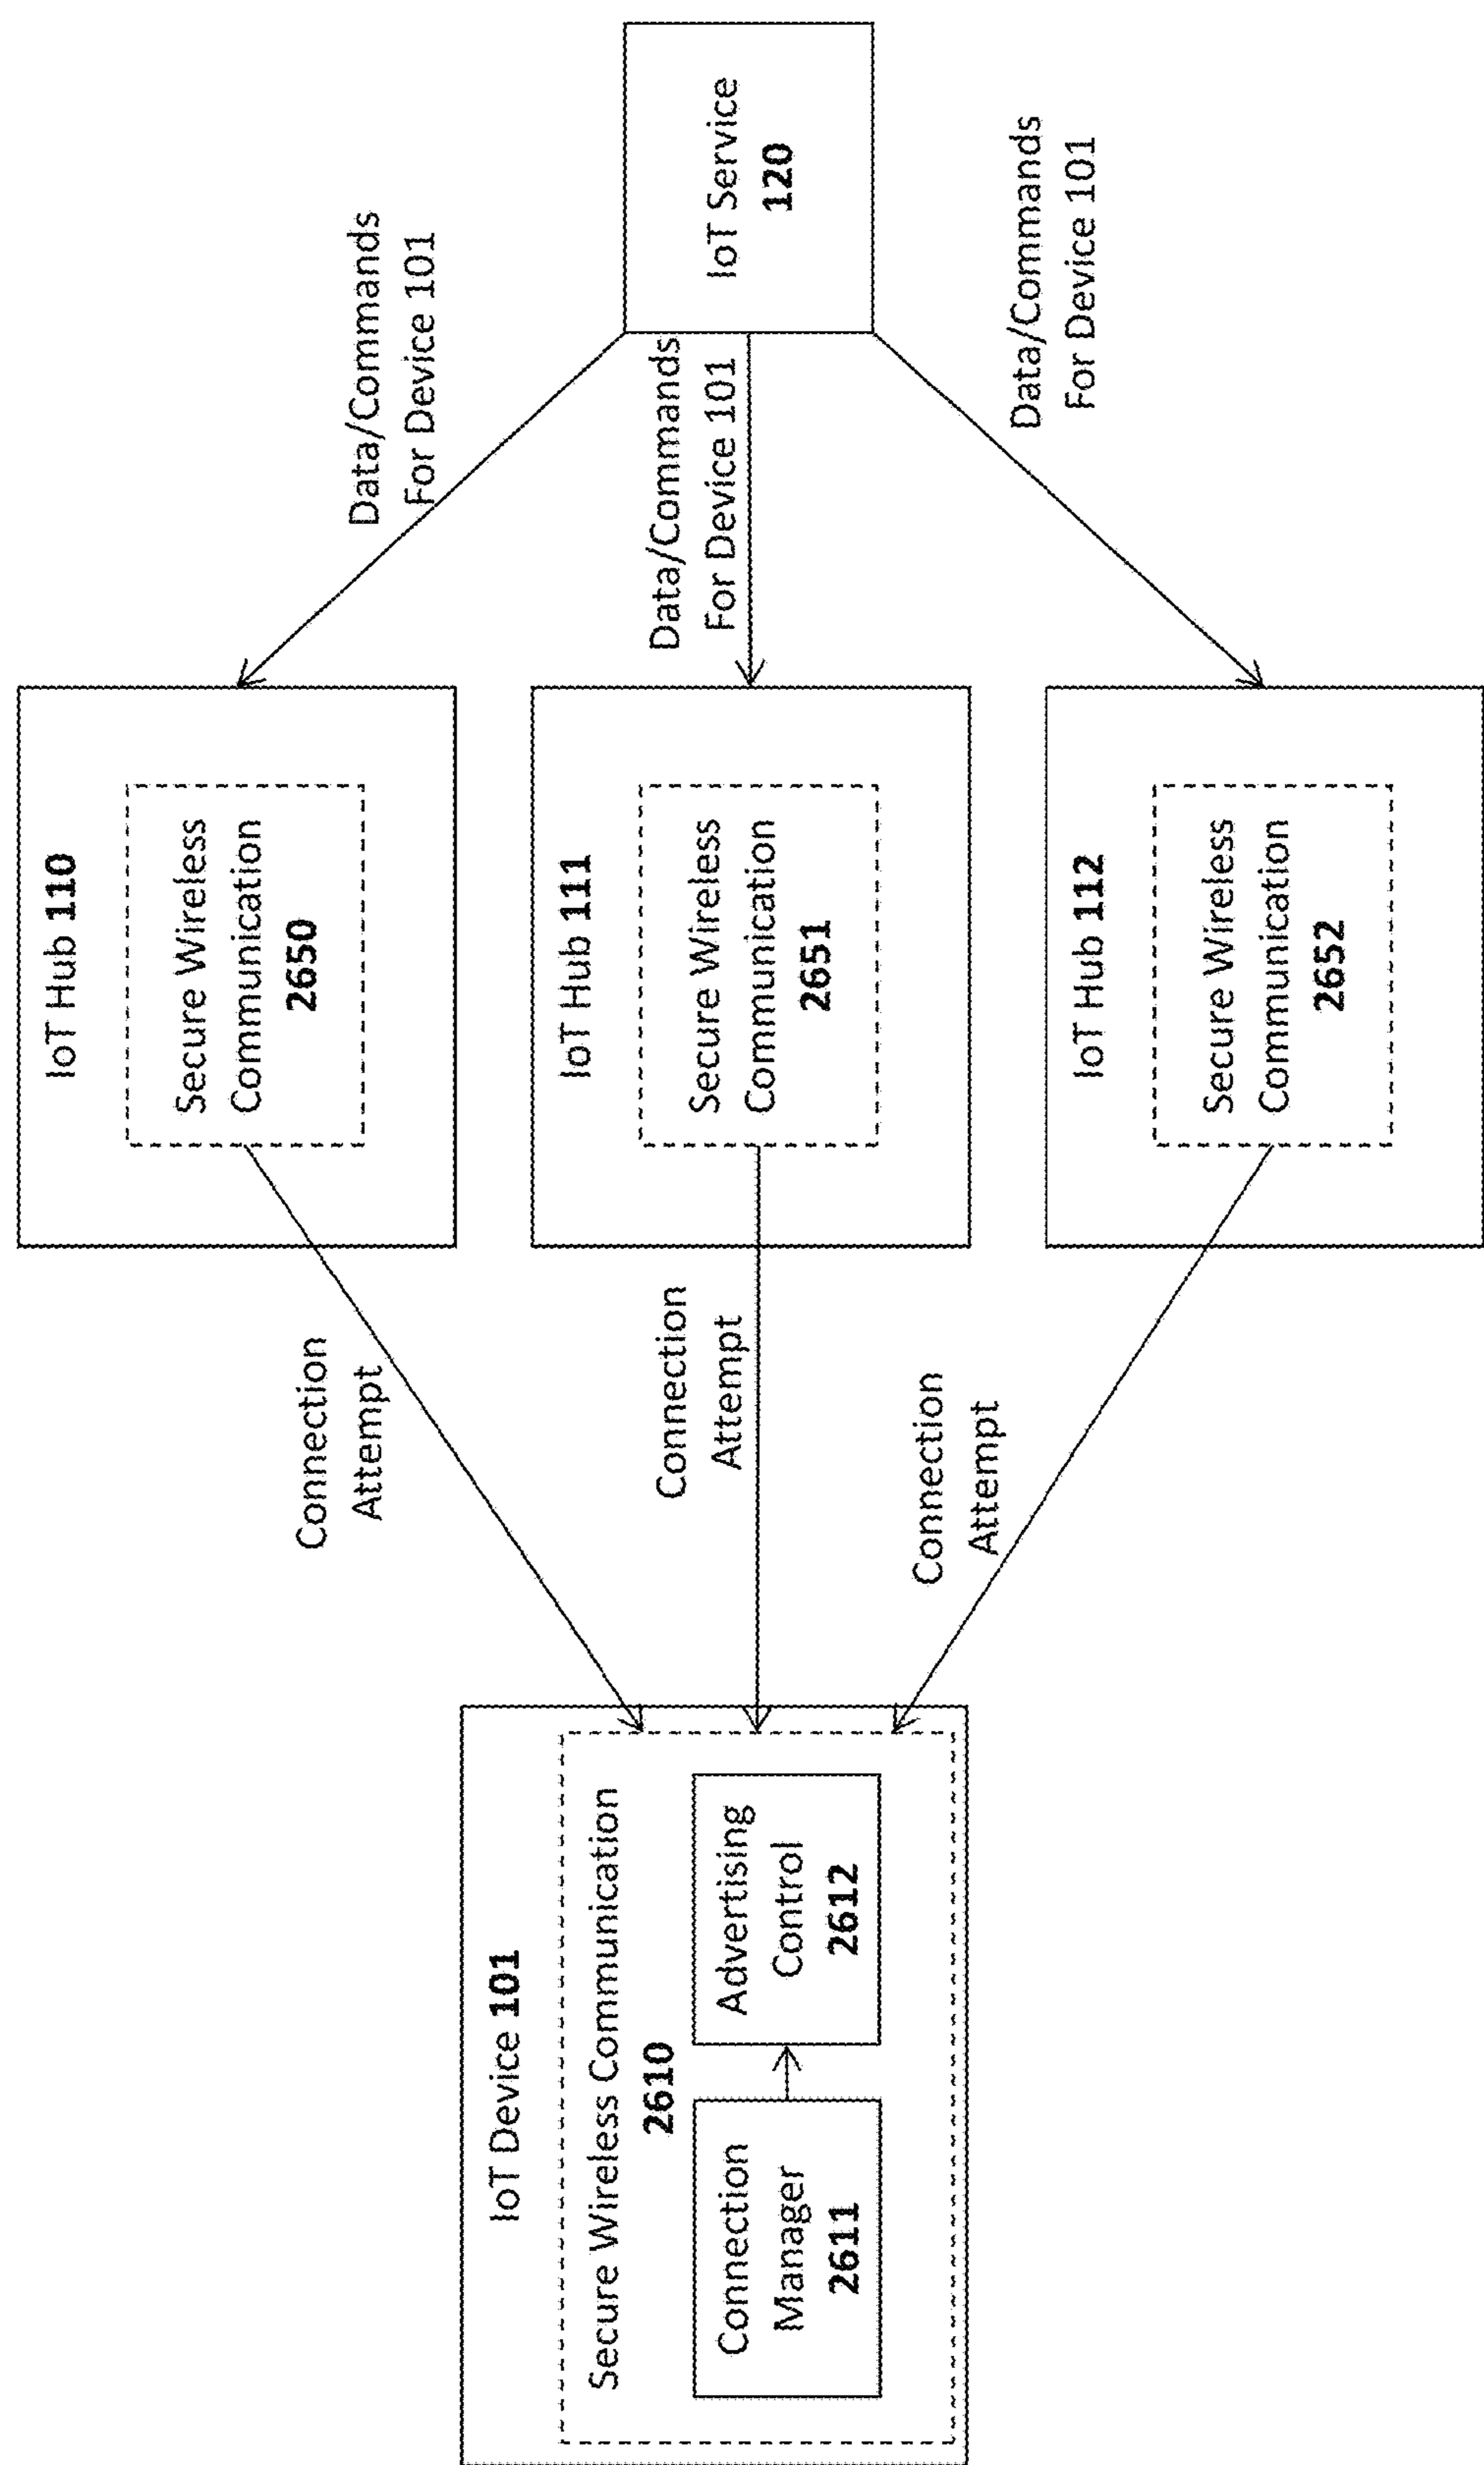 IoT Device 101
Secure Wireless Communication
2610
Connection
Manager
2611
Advertising
Control
2612
Connection
Attempt
Connection
Attempt
Connection
Attempt
IoT Hub 110
Secure Wireless
Communication
2650
IoT Hub 111
Secure Wireless
Communication
2651
IoT Hub 112
Secure Wireless
Communication
2652
Data/Commands
For Device 101
Data/Commands
For Device 101
Data/Commands
For Device 101
IoT Service
120